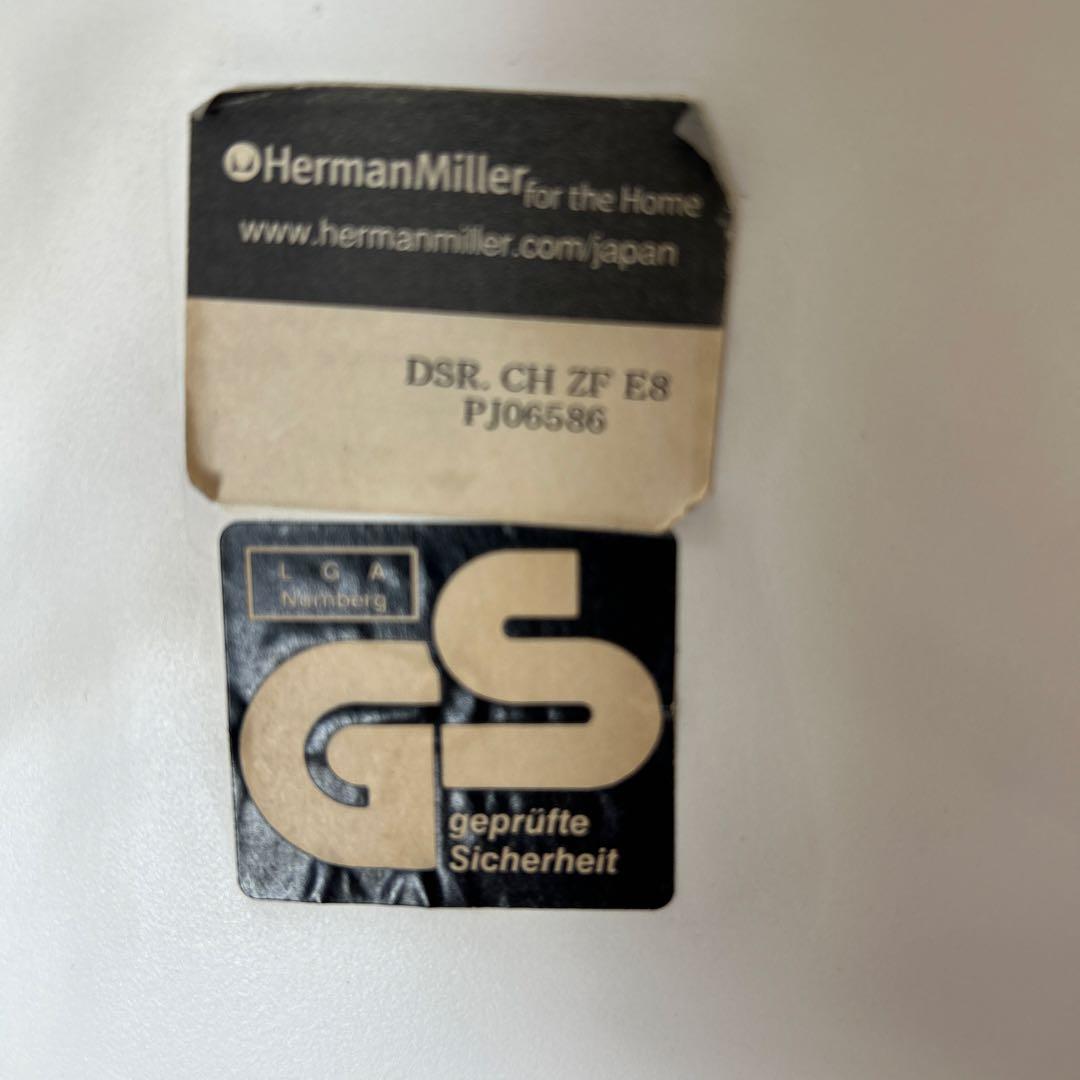 HermanMiller for the Home
www.hermanmiller.com/japan
DSR. CH ZF E8
PJ06586
L G A
Nürnberg
GS
geprüfte
Sicherheit